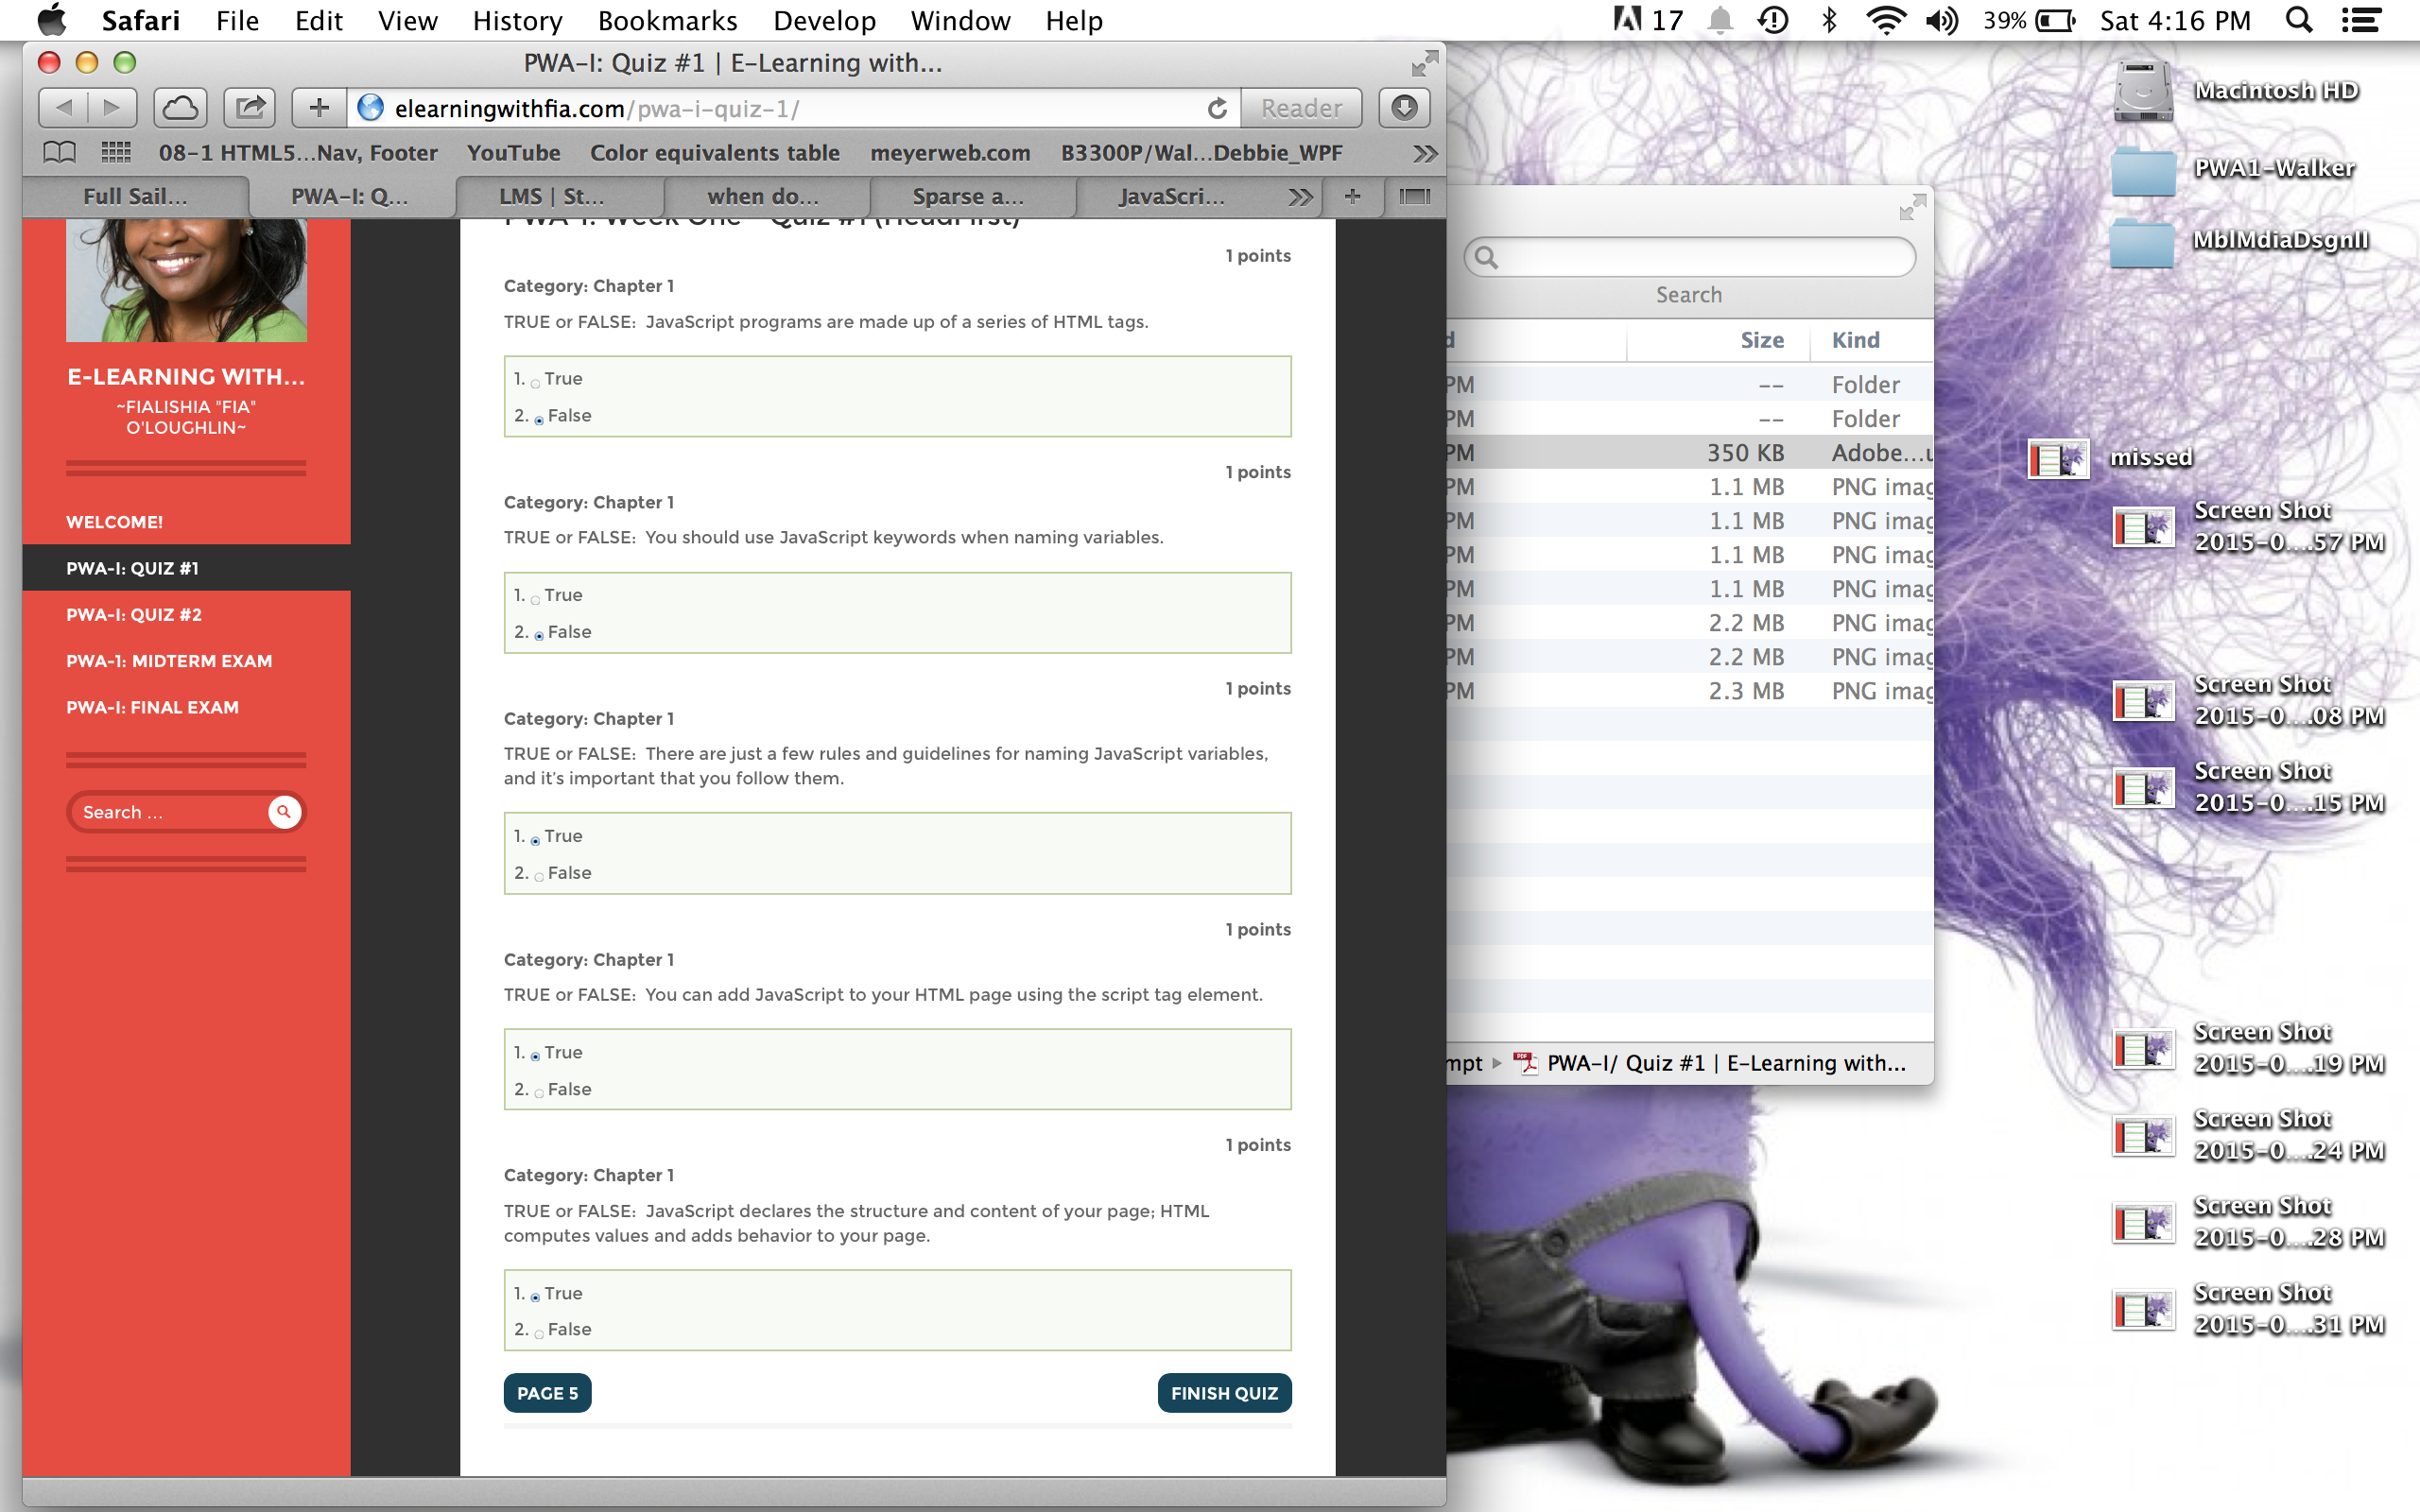 Safari File Edit View History Bookmarks Develop Window Help 17 39% Sat 4:16 PM
PWA-I: Quiz #1 | E-Learning with...
elearningwithfia.com/pwa-i-quiz-1/ Reader
08-1 HTML5...Nav, Footer YouTube Color equivalents table meyerweb.com B3300P/Wal...Debbie_WPF
Full Sail... PWA-I: Q... LMS | St... when do... Sparse a... JavaScri...
E-LEARNING WITH...
~FIALISHIA "FIA"
O'LOUGHLIN~
WELCOME!
PWA-I: QUIZ #1
PWA-I: QUIZ #2
PWA-1: MIDTERM EXAM
PWA-I: FINAL EXAM
Search ...
PWA-I: Week One - Quiz #1 (HeadFirst)
1 points
Category: Chapter 1
TRUE or FALSE: JavaScript programs are made up of a series of HTML tags.
1. True
2. False
1 points
Category: Chapter 1
TRUE or FALSE: You should use JavaScript keywords when naming variables.
1. True
2. False
1 points
Category: Chapter 1
TRUE or FALSE: There are just a few rules and guidelines for naming JavaScript variables,
and it's important that you follow them.
1. True
2. False
1 points
Category: Chapter 1
TRUE or FALSE: You can add JavaScript to your HTML page using the script tag element.
1. True
2. False
1 points
Category: Chapter 1
TRUE or FALSE: JavaScript declares the structure and content of your page; HTML
computes values and adds behavior to your page.
1. True
2. False
PAGE 5 FINISH QUIZ
Search
d Size Kind
PM -- Folder
PM -- Folder
PM 350 KB Adobe...u
PM 1.1 MB PNG imag
PM 1.1 MB PNG imag
PM 1.1 MB PNG imag
PM 1.1 MB PNG imag
PM 2.2 MB PNG imag
PM 2.2 MB PNG imag
PM 2.3 MB PNG imag
mpt PWA-I/ Quiz #1 | E-Learning with...
Macintosh HD
PWA1-Walker
MblMdiaDsgnII
missed
Screen Shot
2015-0....57 PM
Screen Shot
2015-0....08 PM
Screen Shot
2015-0....15 PM
Screen Shot
2015-0....19 PM
Screen Shot
2015-0....24 PM
Screen Shot
2015-0....28 PM
Screen Shot
2015-0....31 PM